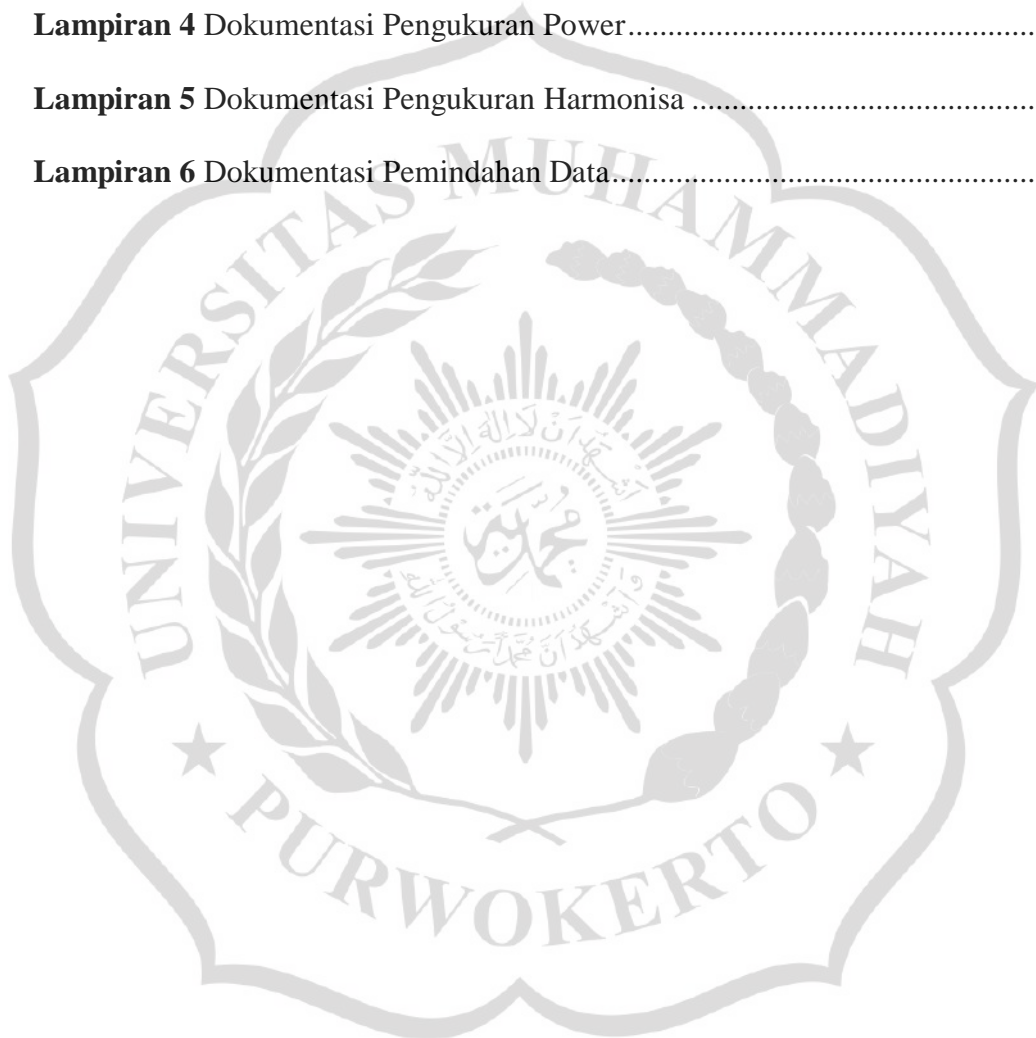 Lampiran 4 Dokumentasi Pengukuran Power................................................
Lampiran 5 Dokumentasi Pengukuran Harmonisa ........................................
Lampiran 6 Dokumentasi Pemindahan Data..................................................
UNIVERSITAS MUHAMMADIYAH
PURWOKERTO